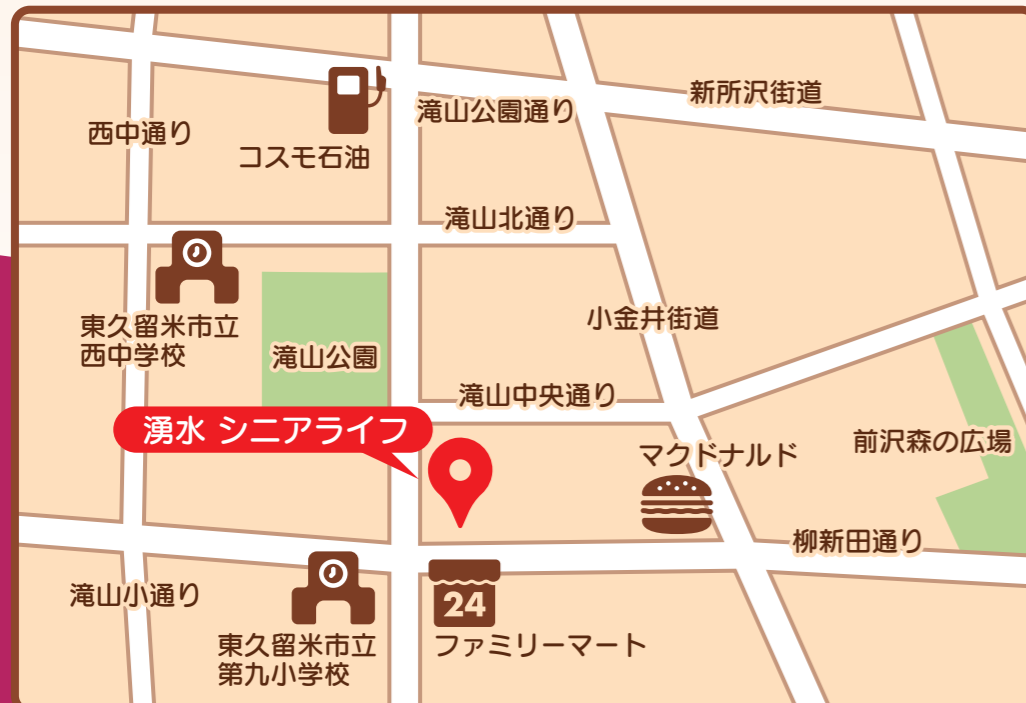 新所沢街道
滝山公園通り
西中通り
コスモ石油
滝山北通り
東久留米市立
西中学校
滝山公園
小金井街道
滝山中央通り
湧水 シニアライフ
マクドナルド
前沢森の広場
柳新田通り
滝山小通り
24
東久留米市立
第九小学校
ファミリーマート